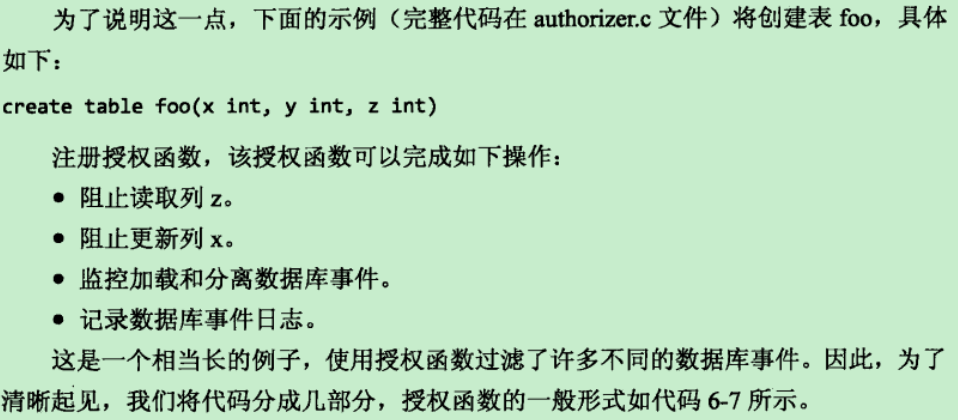 为了说明这一点，下面的示例（完整代码在 authorizer.c 文件）将创建表 foo，具体
如下：
create table foo(x int, y int, z int)
注册授权函数，该授权函数可以完成如下操作：
● 阻止读取列 z。
● 阻止更新列 x。
● 监控加载和分离数据库事件。
● 记录数据库事件日志。
这是一个相当长的例子，使用授权函数过滤了许多不同的数据库事件。因此，为了
清晰起见，我们将代码分成几部分，授权函数的一般形式如代码 6-7 所示。